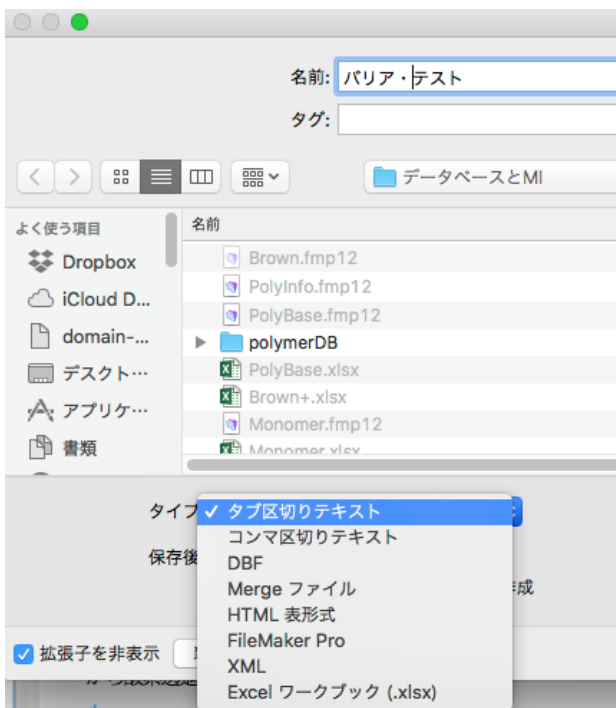 名前: バリア・テスト
タグ:
データベースとMI
よく使う項目
名前
Dropbox
Brown.fmp12
iCloud D...
PolyInfo.fmp12
PolyBase.fmp12
domain-...
polymerDB
デスクト…
PolyBase.xlsx
アプリケ…
Brown+.xlsx
Monomer.fmp12
書類
Monomer.xlsx
タイプ
タブ区切りテキスト
コンマ区切りテキスト
保存後
DBF
Merge ファイル
作成
HTML 表形式
FileMaker Pro
拡張子を非表示
XML
Excel ワークブック (.xlsx)